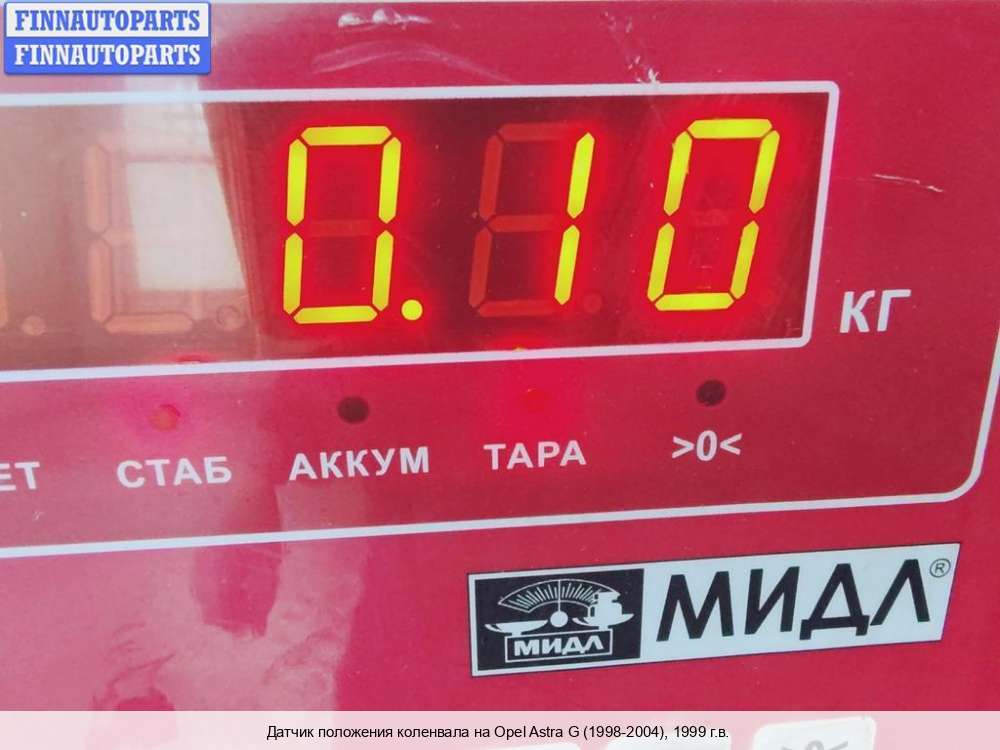 FINNAUTOPARTS
FINNAUTOPARTS
0.10
КГ
СТАБ АККУМ ТАРА >0<
МИДЛ МИДЛ®
Датчик положения коленвала на Opel Astra G (1998-2004), 1999 г.в.